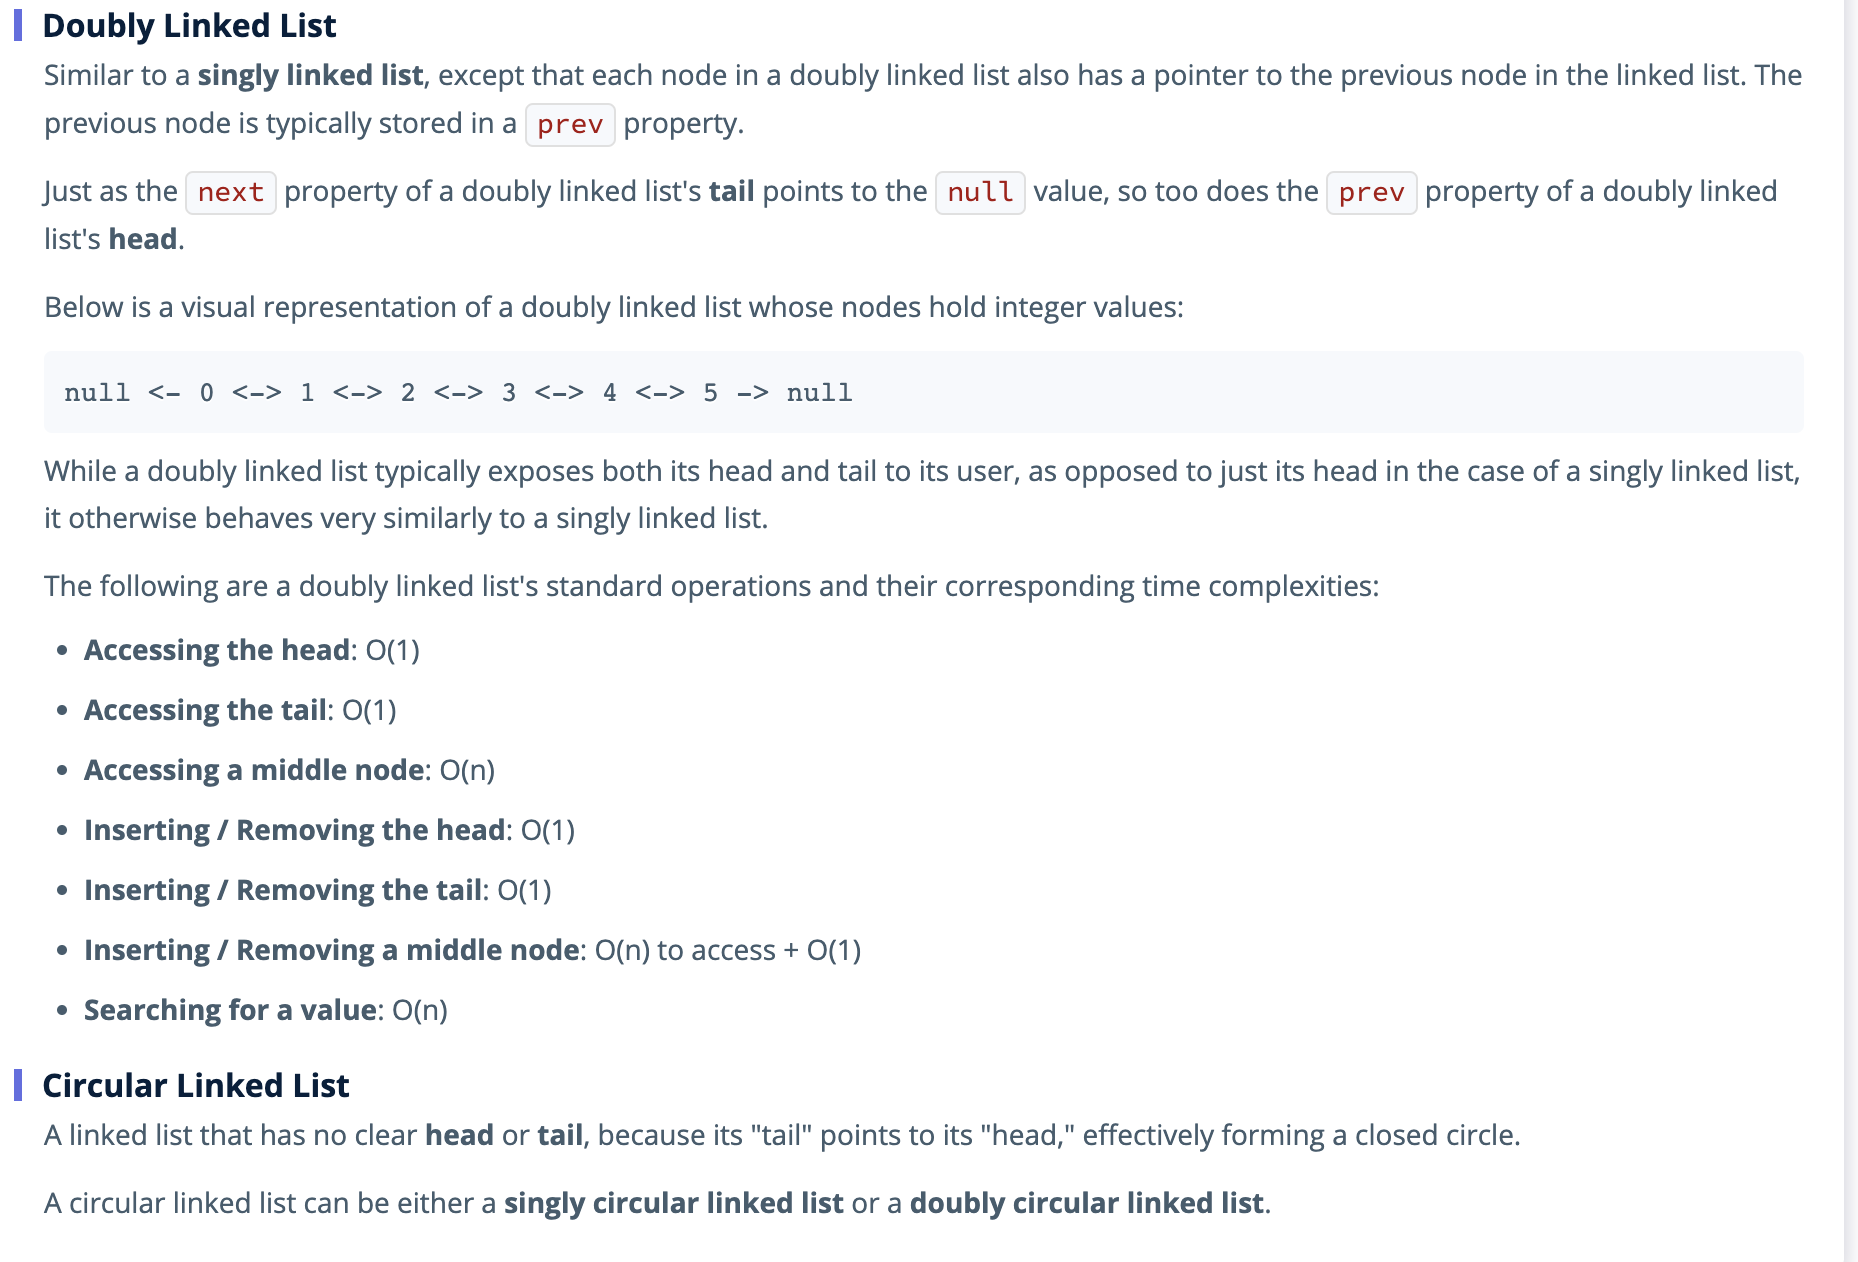 Doubly Linked List
Similar to a singly linked list, except that each node in a doubly linked list also has a pointer to the previous node in the linked list. The
previous node is typically stored in a prev property.
Just as the next property of a doubly linked list's tail points to the null value, so too does the prev property of a doubly linked
list's head.
Below is a visual representation of a doubly linked list whose nodes hold integer values:
null <- 0 <-> 1 <-> 2 <-> 3 <-> 4 <-> 5 -> null
While a doubly linked list typically exposes both its head and tail to its user, as opposed to just its head in the case of a singly linked list,
it otherwise behaves very similarly to a singly linked list.
The following are a doubly linked list's standard operations and their corresponding time complexities:
• Accessing the head: O(1)
• Accessing the tail: O(1)
• Accessing a middle node: O(n)
• Inserting / Removing the head: O(1)
• Inserting / Removing the tail: O(1)
• Inserting / Removing a middle node: O(n) to access + O(1)
• Searching for a value: O(n)
Circular Linked List
A linked list that has no clear head or tail, because its "tail" points to its "head," effectively forming a closed circle.
A circular linked list can be either a singly circular linked list or a doubly circular linked list.